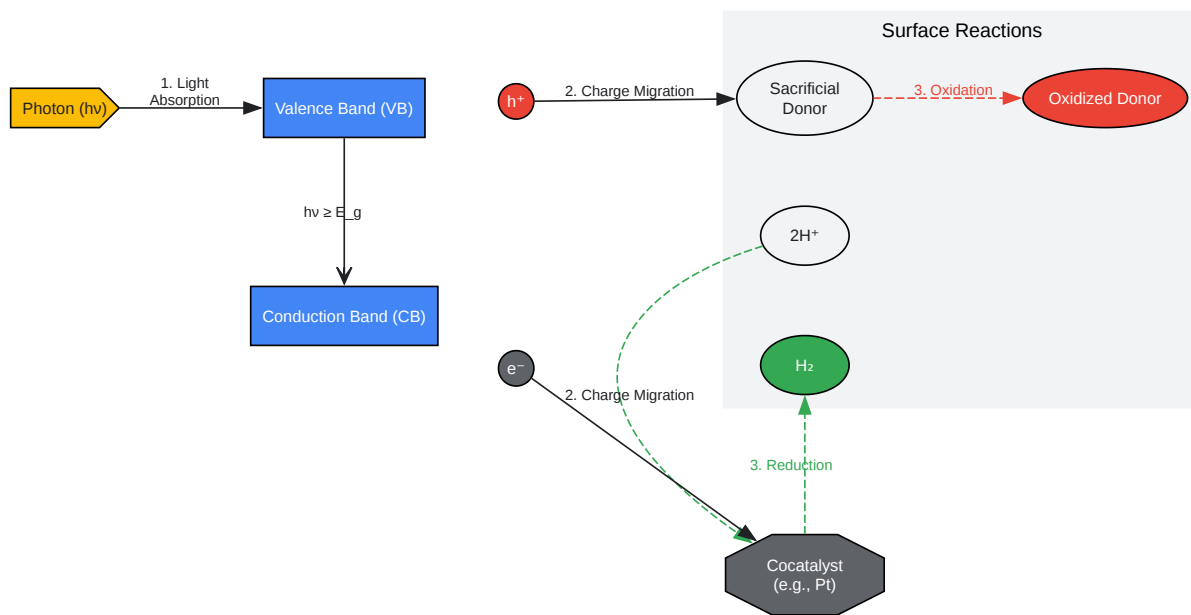 Surface Reactions
Photon (hν)
1. Light
Absorption
Valence Band (VB)
h⁺
2. Charge Migration
Sacrificial
Donor
3. Oxidation
Oxidized Donor
hν ≥ E_g
2H⁺
Conduction Band (CB)
e⁻
2. Charge Migration
H₂
3. Reduction
Cocatalyst
(e.g., Pt)